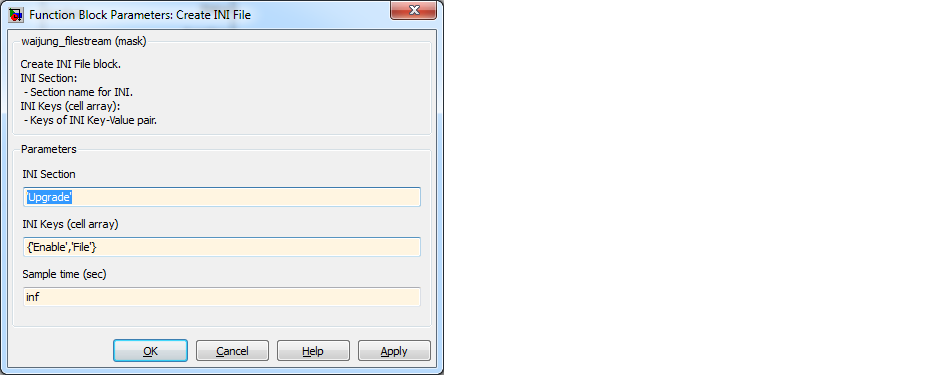 Function Block Parameters: Create INI File
waijung_filestream (mask)
Create INI File block.
INI Section:
- Section name for INI.
INI Keys (cell array):
- Keys of INI Key-Value pair.
Parameters
INI Section
'Upgrade'
INI Keys (cell array)
{'Enable','File'}
Sample time (sec)
inf
OK Cancel Help Apply